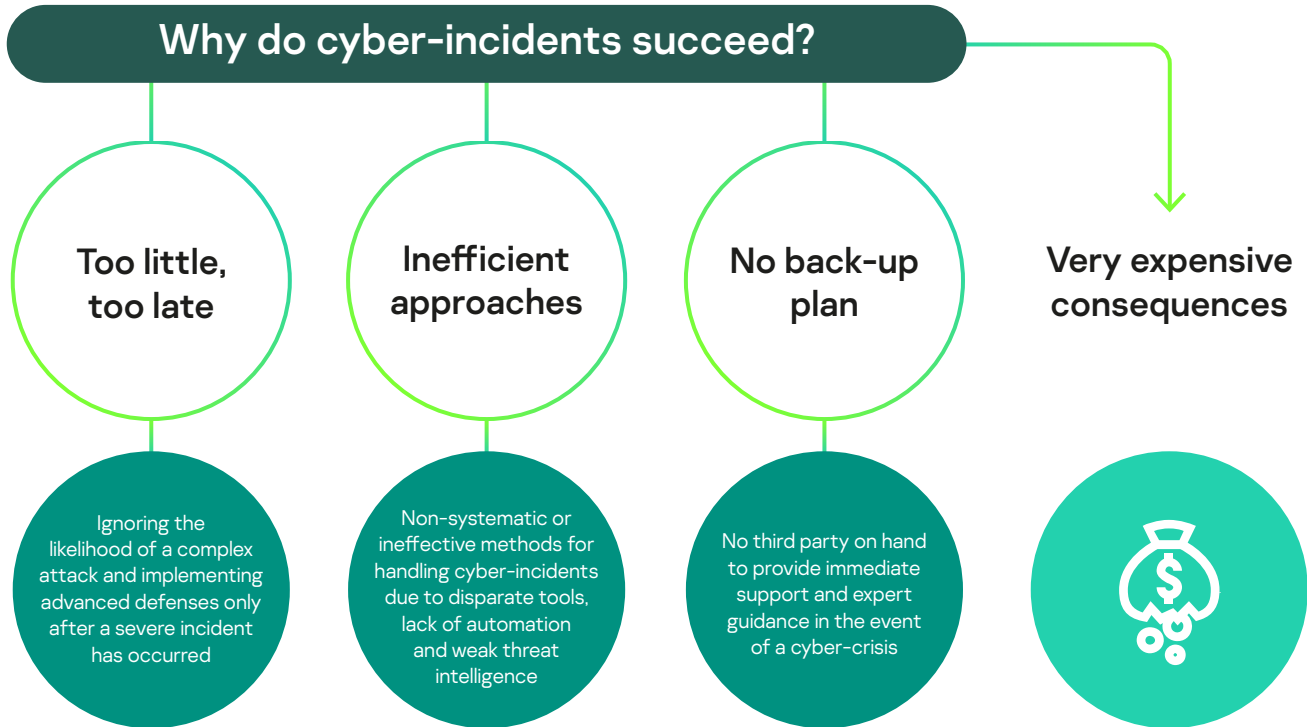 Why do cyber-incidents succeed?
Too little,
too late
Inefficient
approaches
No back-up
plan
Very expensive
consequences
Ignoring the
likelihood of a complex
attack and implementing
advanced defenses only
after a severe incident
has occurred
Non-systematic or
ineffective methods for
handling cyber-incidents
due to disparate tools,
lack of automation
and weak threat
intelligence
No third party on hand
to provide immediate
support and expert
guidance in the event
of a cyber-crisis
$